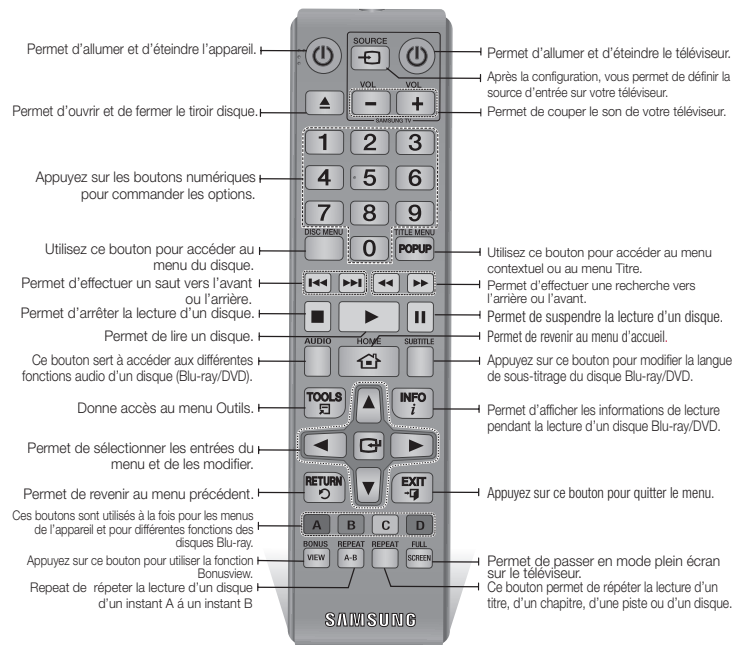 Permet d'allumer et d'éteindre l'appareil.
SOURCE
Permet d'allumer et d'éteindre le téléviseur.
Après la configuration, vous permet de définir la
source d'entrée sur votre téléviseur.
VOL
VOL
Permet d'ouvrir et de fermer le tiroir disque.
Permet de couper le son de votre téléviseur.
SAMSUNG TV
1 2 3
Appuyez sur les boutons numériques
pour commander les options.
4 5 6
7 8 9
DISC MENU
TITLE MENU
0
POPUP
Utilisez ce bouton pour accéder au
menu du disque.
Utilisez ce bouton pour accéder au menu
contextuel ou au menu Titre.
Permet d'effectuer un saut vers l'avant
ou l'arrière.
Permet d'effectuer une recherche vers
l'arrière ou l'avant.
Permet d'arrêter la lecture d'un disque.
Permet de suspendre la lecture d'un disque.
Permet de lire un disque.
Permet de revenir au menu d'accueil.
AUDIO
HOME
SUBTITLE
Ce bouton sert à accéder aux différentes
fonctions audio d'un disque (Blu-ray/DVD).
Appuyez sur ce bouton pour modifier la langue
de sous-titrage du disque Blu-ray/DVD.
TOOLS
INFO
i
Donne accès au menu Outils.
Permet d'afficher les informations de lecture
pendant la lecture d'un disque Blu-ray/DVD.
Permet de sélectionner les entrées du
menu et de les modifier.
RETURN
EXIT
Permet de revenir au menu précédent.
Appuyez sur ce bouton pour quitter le menu.
Ces boutons sont utilisés à la fois pour les menus
de l'appareil et pour différentes fonctions des
disques Blu-ray.
A B C D
BONUS REPEAT REPEAT FULL
VIEW A-B SCREEN
Appuyez sur ce bouton pour utiliser la fonction
Bonusview.
Permet de passer en mode plein écran
sur le téléviseur.
Repeat de répeter la lecture d'un disque
d'un instant A á un instant B
Ce bouton permet de répéter la lecture d'un
titre, d'un chapitre, d'une piste ou d'un disque.
SAMSUNG